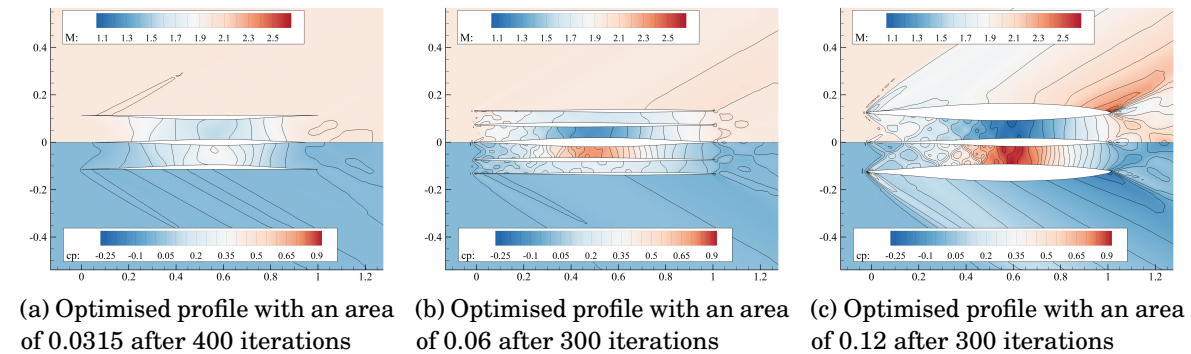 M: 1.1 1.3 1.5 1.7 1.9 2.1 2.3 2.5
0.4
0.2
0
-0.2
-0.4
cp: -0.25 -0.1 0.05 0.2 0.35 0.5 0.65 0.9
0 0.2 0.4 0.6 0.8 1.0 1.2
(a) Optimised profile with an area
of 0.0315 after 400 iterations
M: 1.1 1.3 1.5 1.7 1.9 2.1 2.3 2.5
0.4
0.2
0
-0.2
-0.4
cp: -0.25 -0.1 0.05 0.2 0.35 0.5 0.65 0.9
0 0.2 0.4 0.6 0.8 1.0 1.2
(b) Optimised profile with an area
of 0.06 after 300 iterations
M: 1.1 1.3 1.5 1.7 1.9 2.1 2.3 2.5
0.4
0.2
0
-0.2
-0.4
cp: -0.25 -0.1 0.05 0.2 0.35 0.5 0.65 0.9
0 0.2 0.4 0.6 0.8 1.0 1.2
(c) Optimised profile with an area
of 0.12 after 300 iterations